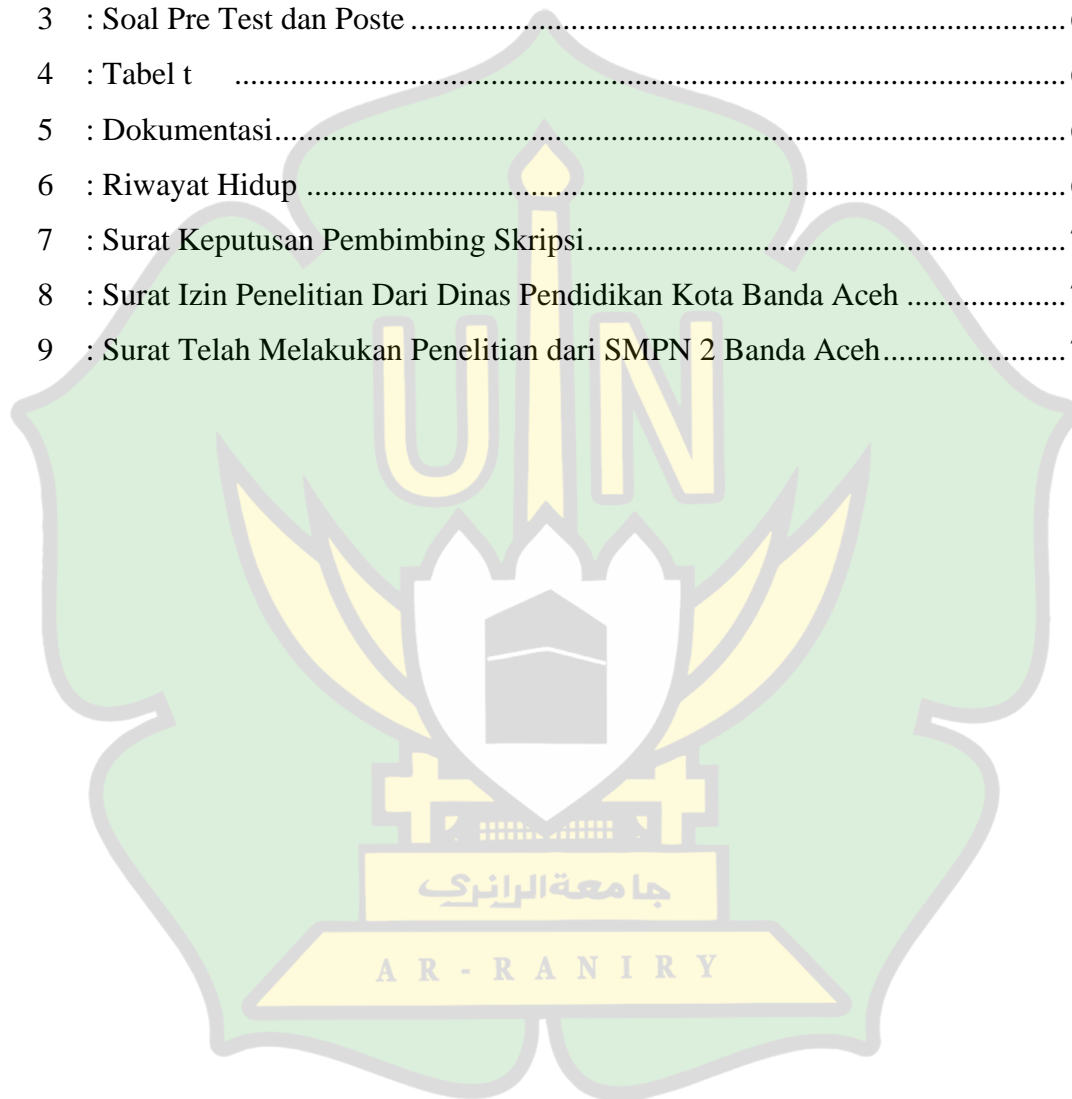 3 : Soal Pre Test dan Poste ....................................................................
4 : Tabel t ....................................................................
5 : Dokumentasi....................................................................
6 : Riwayat Hidup ....................................................................
7 : Surat Keputusan Pembimbing Skripsi....................................................................
8 : Surat Izin Penelitian Dari Dinas Pendidikan Kota Banda Aceh ....................
9 : Surat Telah Melakukan Penelitian dari SMPN 2 Banda Aceh.......................
UIN
جامعةالرانري
AR-RANIRY